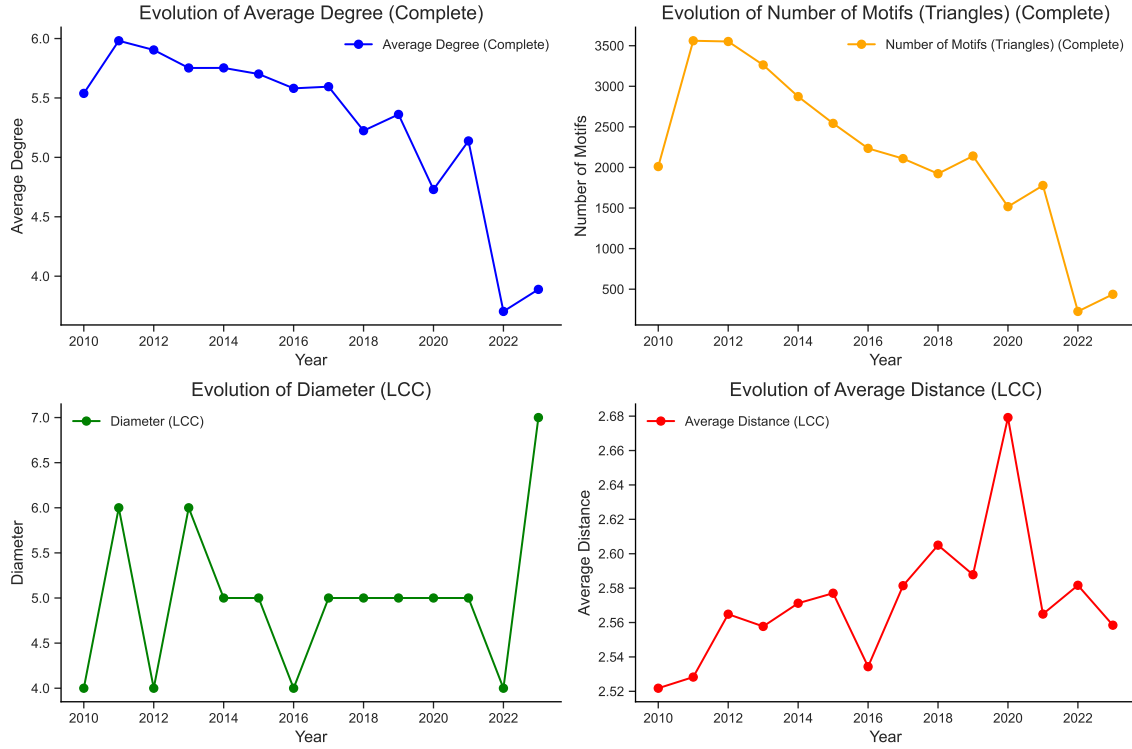 Evolution of Average Degree (Complete)
Average Degree (Complete)
Average Degree
6.0
5.5
5.0
4.5
4.0
2010 2012 2014 2016 2018 2020 2022
Year
Evolution of Number of Motifs (Triangles) (Complete)
Number of Motifs (Triangles) (Complete)
Number of Motifs
3500
3000
2500
2000
1500
1000
500
2010 2012 2014 2016 2018 2020 2022
Year
Evolution of Diameter (LCC)
Diameter (LCC)
Diameter
7.0
6.5
6.0
5.5
5.0
4.5
4.0
2010 2012 2014 2016 2018 2020 2022
Year
Evolution of Average Distance (LCC)
Average Distance (LCC)
Average Distance
2.68
2.66
2.64
2.62
2.60
2.58
2.56
2.54
2.52
2010 2012 2014 2016 2018 2020 2022
Year